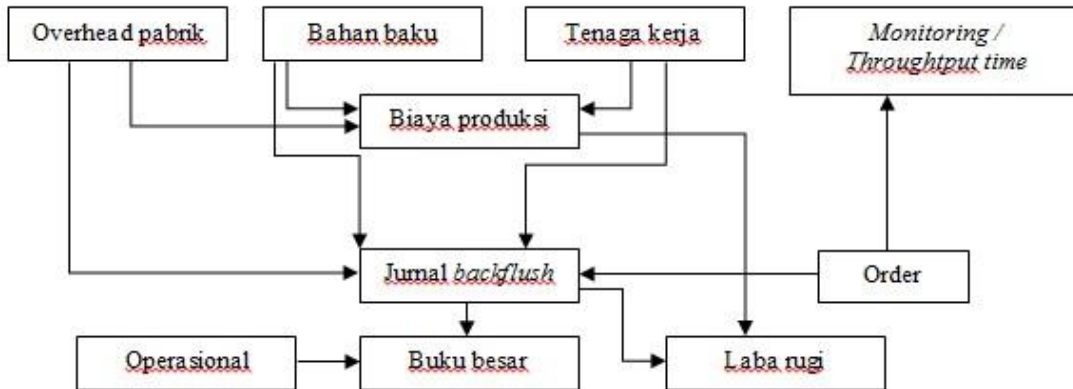 Overhead pabrik
Bahan baku
Tenaga kerja
Monitoring /
Throughtput time
Biaya produksi
Jurnal backflush
Order
Operasional
Buku besar
Laba rugi